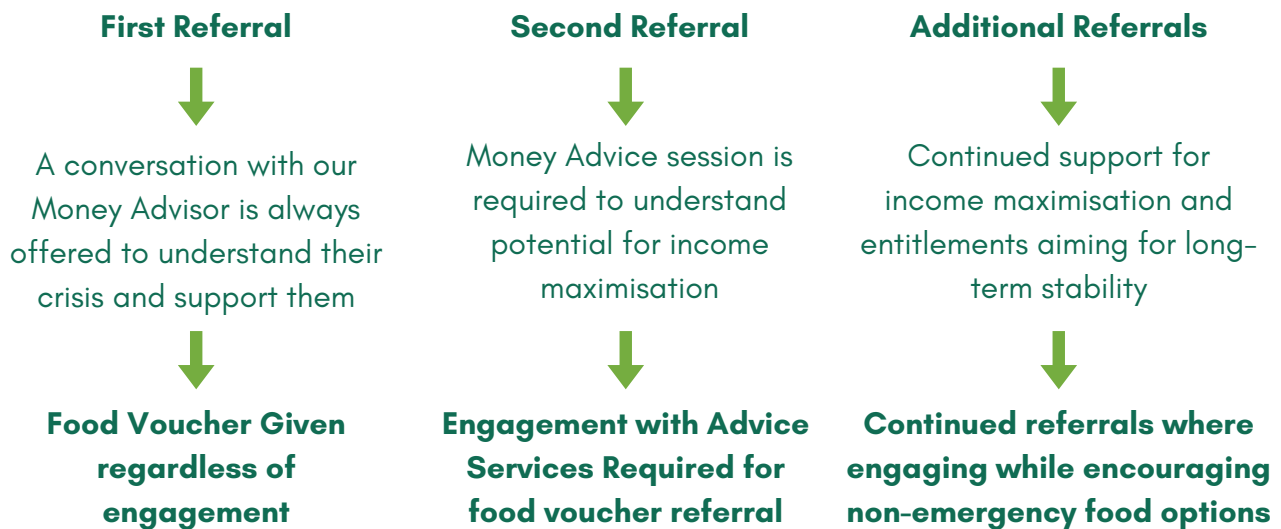 First Referral
A conversation with our
Money Advisor is always
offered to understand their
crisis and support them
Food Voucher Given
regardless of
engagement
Second Referral
Money Advice session is
required to understand
potential for income
maximisation
Engagement with Advice
Services Required for
food voucher referral
Additional Referrals
Continued support for
income maximisation and
entitlements aiming for long-
term stability
Continued referrals where
engaging while encouraging
non-emergency food options